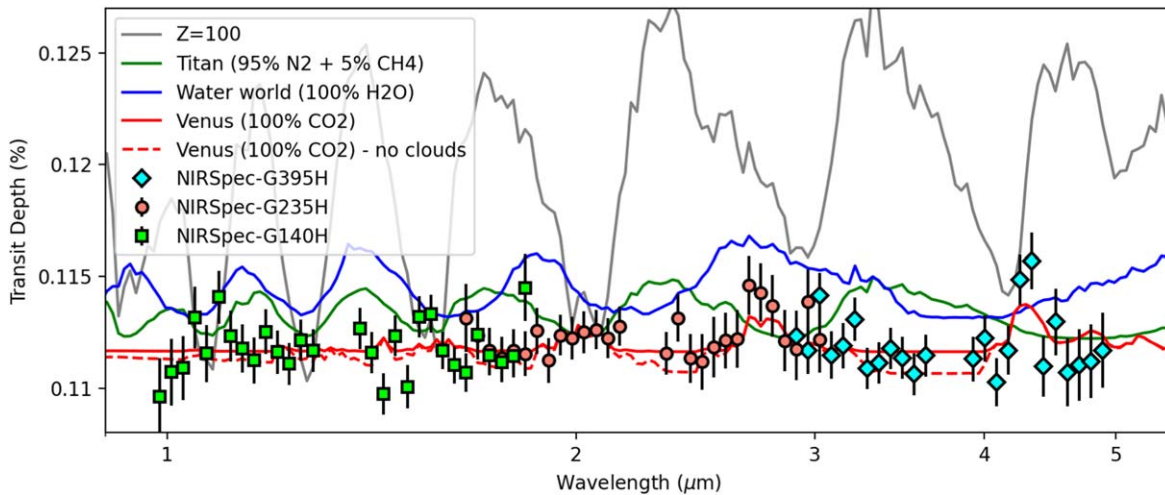 0.125
0.12
0.115
0.11
Transit Depth (%)
Z=100
Titan (95% N2 + 5% CH4)
Water world (100% H2O)
Venus (100% CO2)
Venus (100% CO2) - no clouds
NIRSpec-G395H
NIRSpec-G235H
NIRSpec-G140H
1 2 3 4 5
Wavelength (μm)